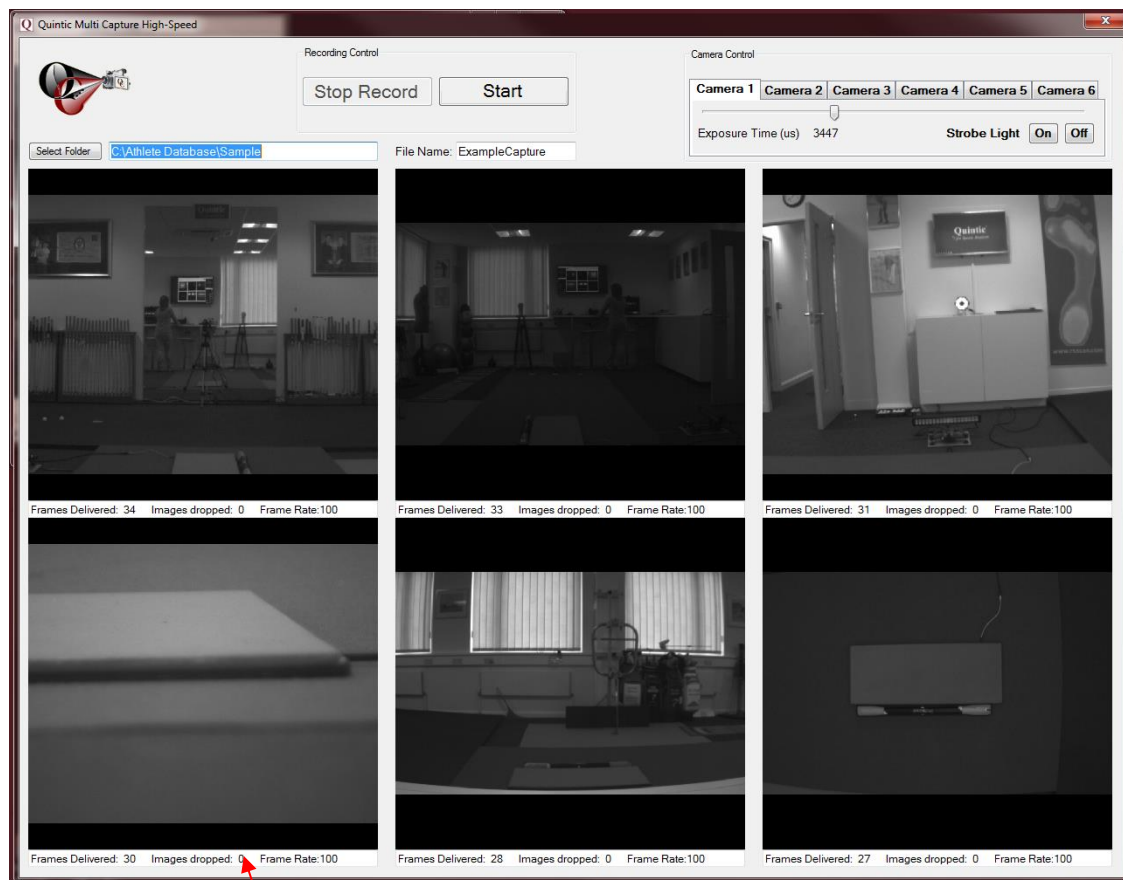 Quintic Multi Capture High-Speed
Recording Control
Stop Record
Start
Camera Control
Camera 1
Camera 2
Camera 3
Camera 4
Camera 5
Camera 6
Exposure Time (us) 3447
Strobe Light On Off
Select Folder C:\Athlete Database\Sample File Name: ExampleCapture
Quintic
Frames Delivered: 34 Images dropped: 0 Frame Rate:100
Frames Delivered: 33 Images dropped: 0 Frame Rate:100
Frames Delivered: 31 Images dropped: 0 Frame Rate:100
Frames Delivered: 30 Images dropped: 0 Frame Rate:100
Frames Delivered: 28 Images dropped: 0 Frame Rate:100
Frames Delivered: 27 Images dropped: 0 Frame Rate:100